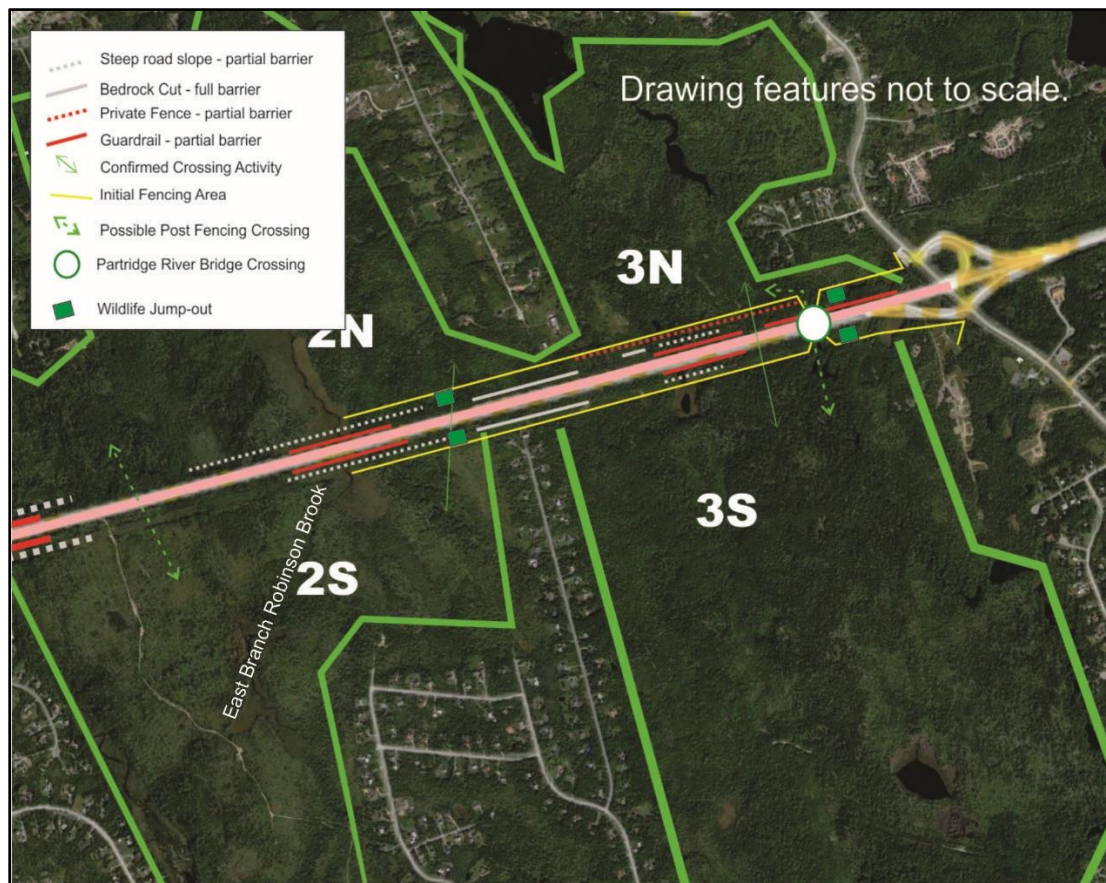 Steep road slope - partial barrier
Bedrock Cut - full barrier
Private Fence - partial barrier
Guardrail - partial barrier
Confirmed Crossing Activity
Initial Fencing Area
Possible Post Fencing Crossing
Partridge River Bridge Crossing
Wildlife Jump-out
Drawing features not to scale.
3N
2N
3S
2S
East Branch Robinson Brook